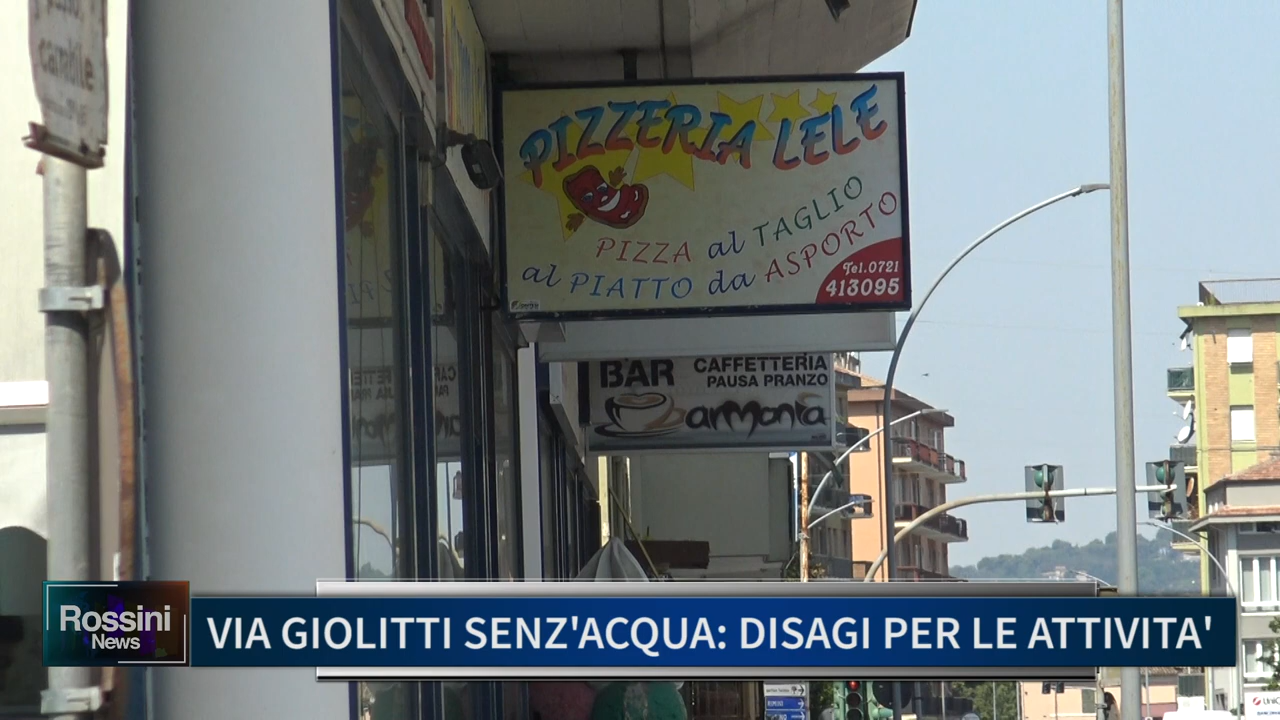 PIZZERIA LELE
PIZZA al TAGLIO
al PIATTO da ASPORTO
Tel.0721
413095
BAR
CAFFETTERIA
PAUSA PRANZO
armonia
Rossini
News
VIA GIOLITTI SENZ'ACQUA: DISAGI PER LE ATTIVITA'